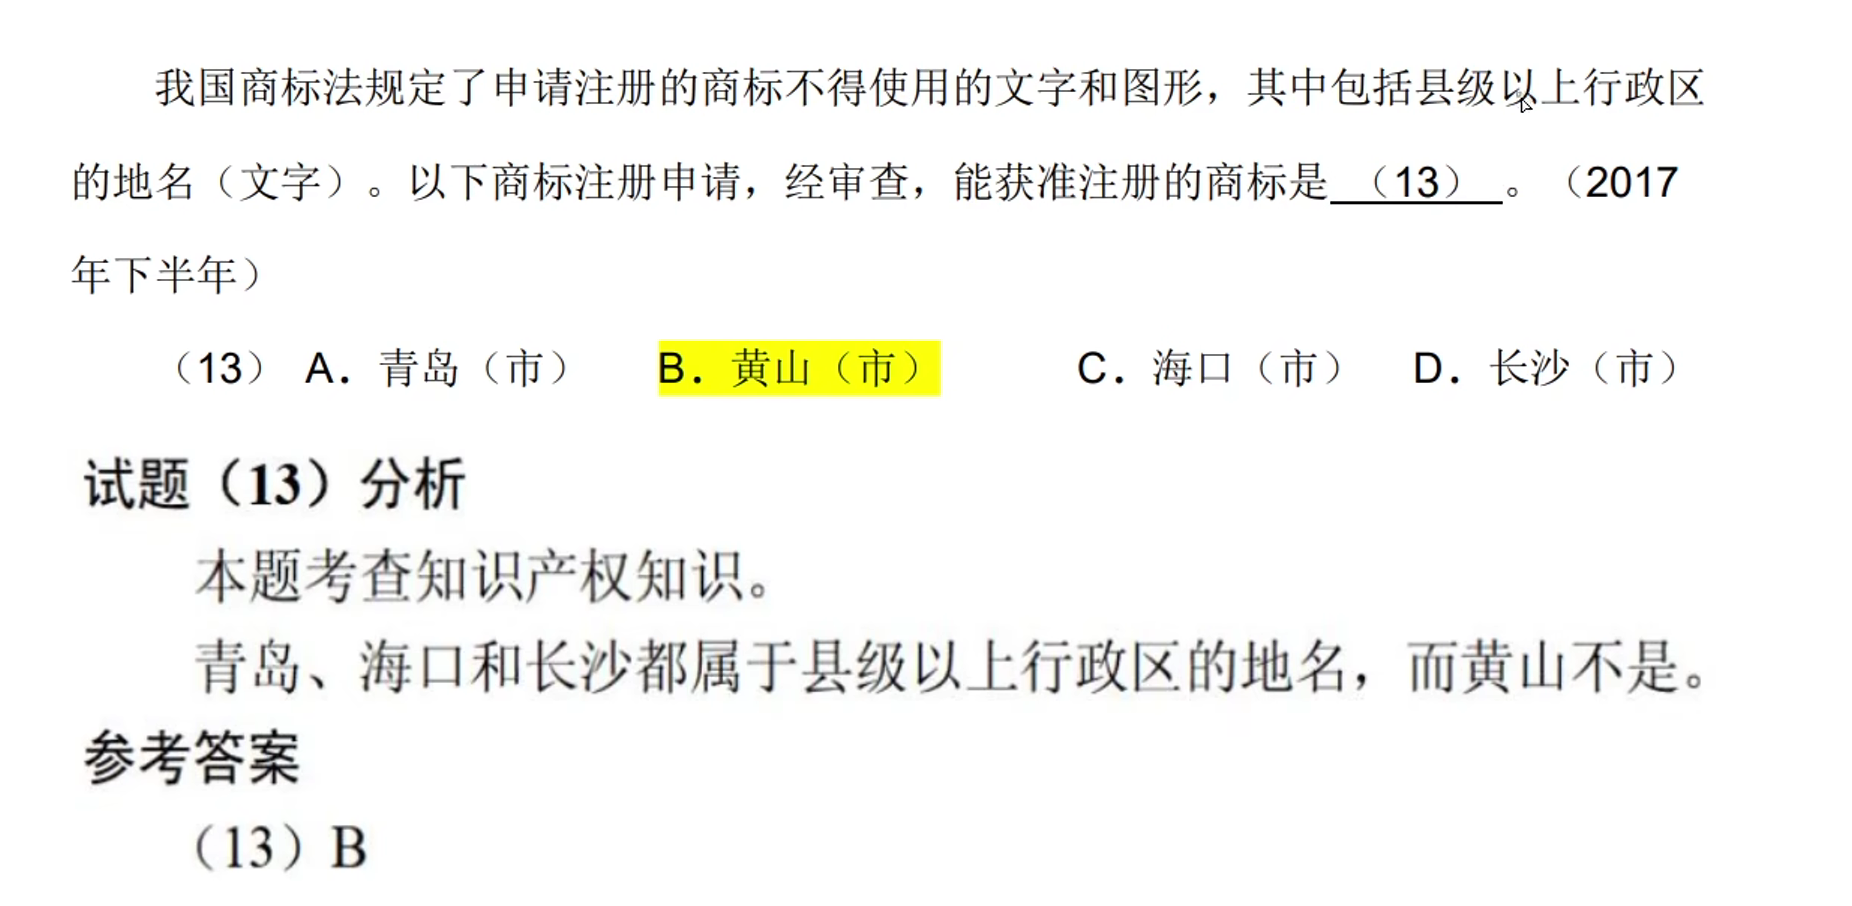 我国商标法规定了申请注册的商标不得使用的文字和图形，其中包括县级以上行政区
的地名（文字）。以下商标注册申请，经审查，能获准注册的商标是 （13） 。（2017
年下半年）
（13） A．青岛（市） B．黄山（市） C．海口（市） D．长沙（市）
试题（13）分析
本题考查知识产权知识。
青岛、海口和长沙都属于县级以上行政区的地名，而黄山不是。
参考答案
（13）B